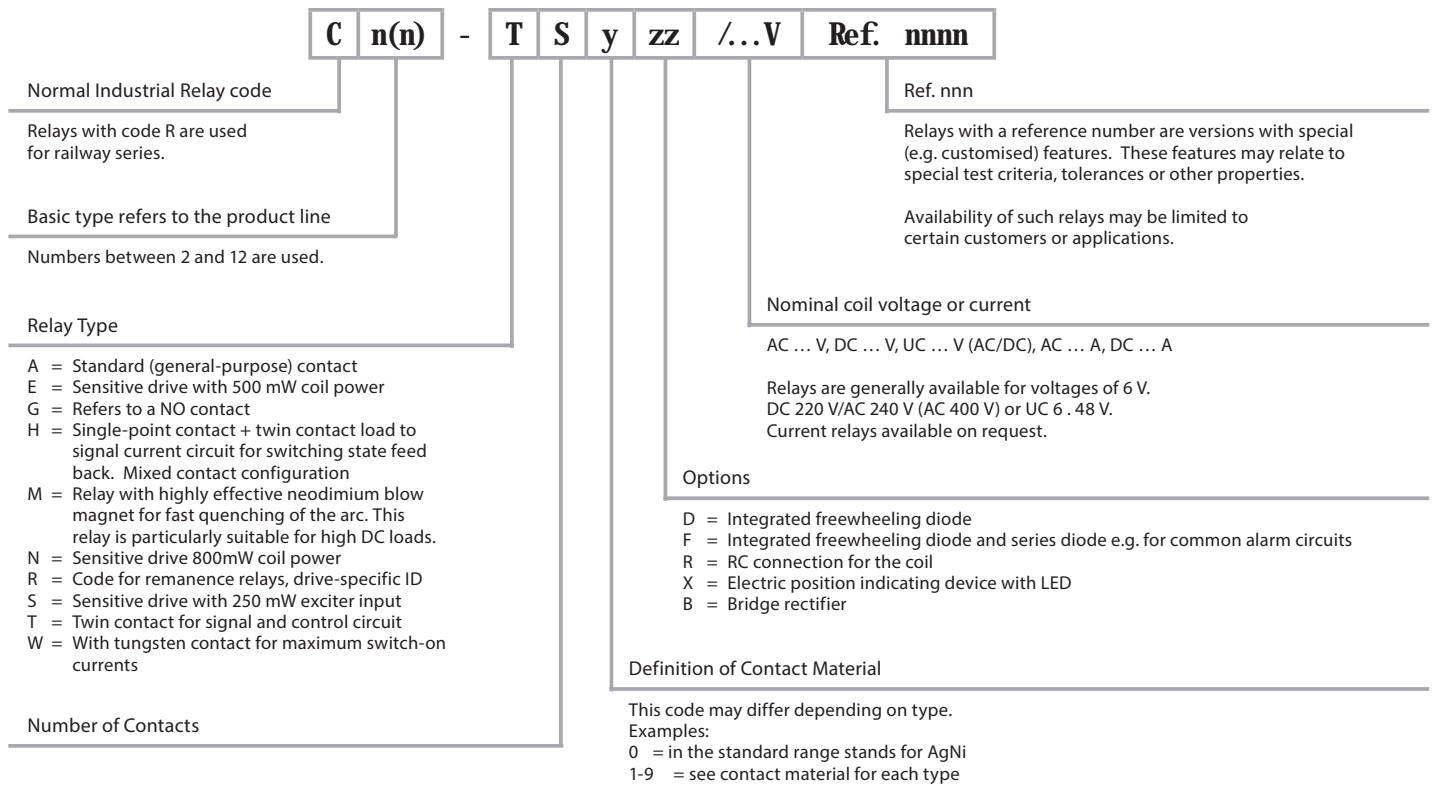 C n(n) - T S y zz /...V Ref. nnnn
Normal Industrial Relay code
Relays with code R are used
for railway series.
Basic type refers to the product line
Numbers between 2 and 12 are used.
Relay Type
A = Standard (general-purpose) contact
E = Sensitive drive with 500 mW coil power
G = Refers to a NO contact
H = Single-point contact + twin contact load to
signal current circuit for switching state feed
back. Mixed contact configuration
M = Relay with highly effective neodimium blow
magnet for fast quenching of the arc. This
relay is particularly suitable for high DC loads.
N = Sensitive drive 800mW coil power
R = Code for remanence relays, drive-specific ID
S = Sensitive drive with 250 mW exciter input
T = Twin contact for signal and control circuit
W = With tungsten contact for maximum switch-on
currents
Number of Contacts
Ref. nnn
Relays with a reference number are versions with special
(e.g. customised) features. These features may relate to
special test criteria, tolerances or other properties.
Availability of such relays may be limited to
certain customers or applications.
Nominal coil voltage or current
AC ... V, DC ... V, UC ... V (AC/DC), AC ... A, DC ... A
Relays are generally available for voltages of 6 V.
DC 220 V/AC 240 V (AC 400 V) or UC 6 . 48 V.
Current relays available on request.
Options
D = Integrated freewheeling diode
F = Integrated freewheeling diode and series diode e.g. for common alarm circuits
R = RC connection for the coil
X = Electric position indicating device with LED
B = Bridge rectifier
Definition of Contact Material
This code may differ depending on type.
Examples:
0 = in the standard range stands for AgNi
1-9 = see contact material for each type